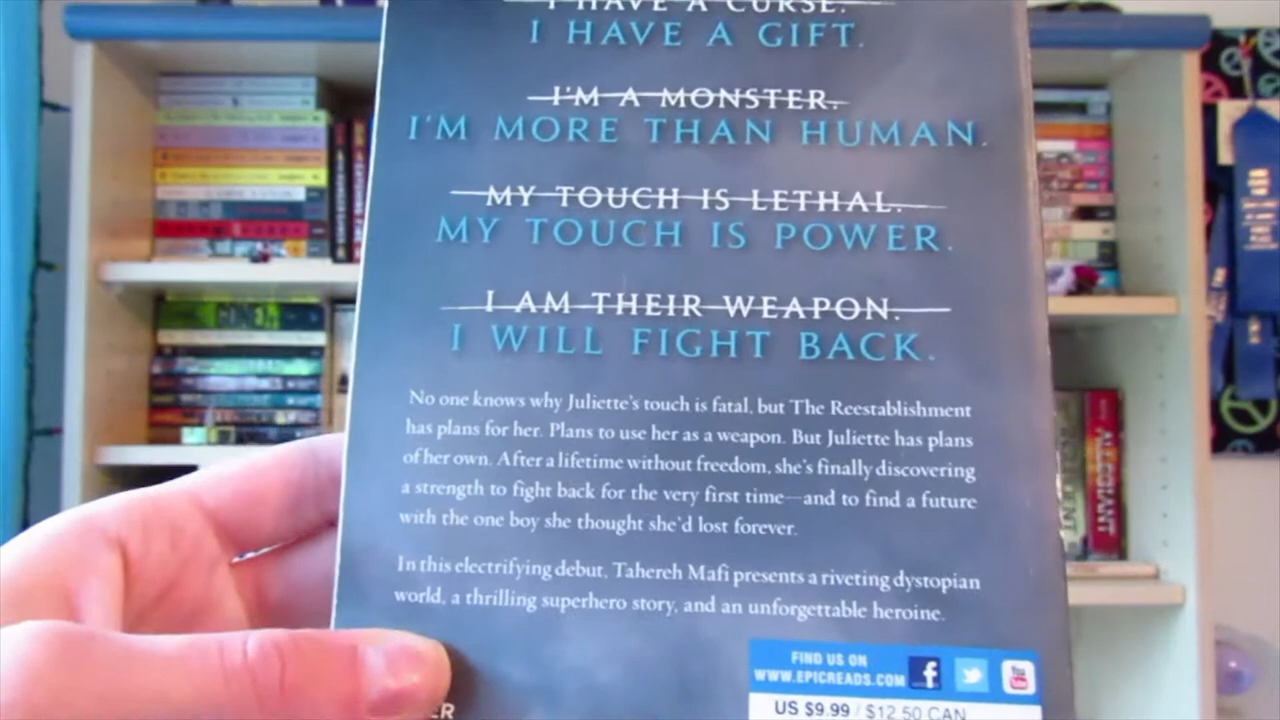 I HAVE A CURSE.
I HAVE A GIFT.
I'M A MONSTER.
I'M MORE THAN HUMAN.
MY TOUCH IS LETHAL.
MY TOUCH IS POWER.
I AM THEIR WEAPON.
I WILL FIGHT BACK.
No one knows why Juliette's touch is fatal, but The Reestablishment
has plans for her. Plans to use her as a weapon. But Juliette has plans
of her own. After a lifetime without freedom, she's finally discovering
a strength to fight back for the very first time—and to find a future
with the one boy she thought she'd lost forever.
In this electrifying debut, Tahereh Mafi presents a riveting dystopian
world, a thrilling superhero story, and an unforgettable heroine.
FIND US ON
WWW.EPICREADS.COM
You
Tube
US $9.99 / $12.50 CAN
ALLEGIANT